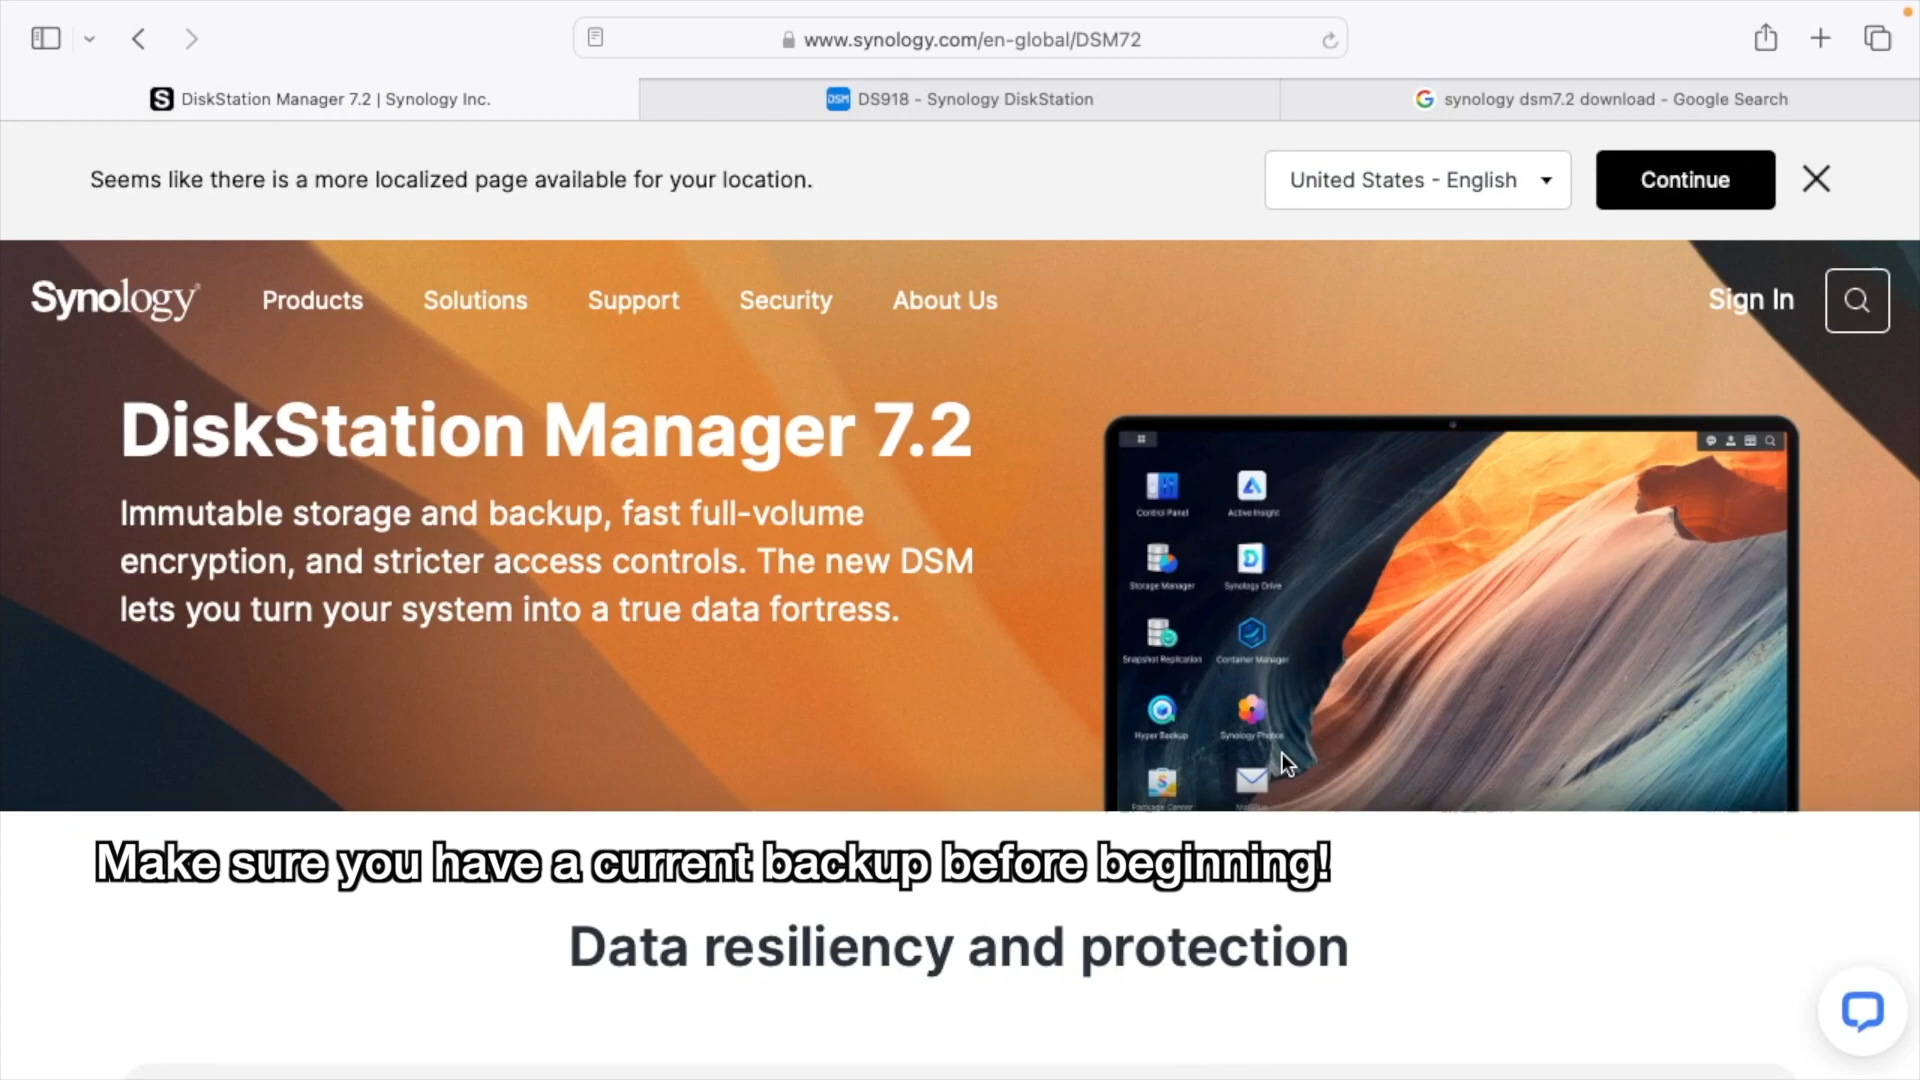 www.synology.com/en-global/DSM72
DiskStation Manager 7.2 | Synology Inc.
DSM
DS918 - Synology DiskStation
synology dsm7.2 download - Google Search
Seems like there is a more localized page available for your location.
United States - English
Continue
Synology
Products
Solutions
Support
Security
About Us
Sign In
DiskStation Manager 7.2
Immutable storage and backup, fast full-volume
encryption, and stricter access controls. The new DSM
lets you turn your system into a true data fortress.
Control Panel
Active Insight
Storage Manager
Synology Drive
Snapshot Replication
Container Manager
Hyper Backup
Synology Photos
Package Center
Make sure you have a current backup before beginning!
Data resiliency and protection